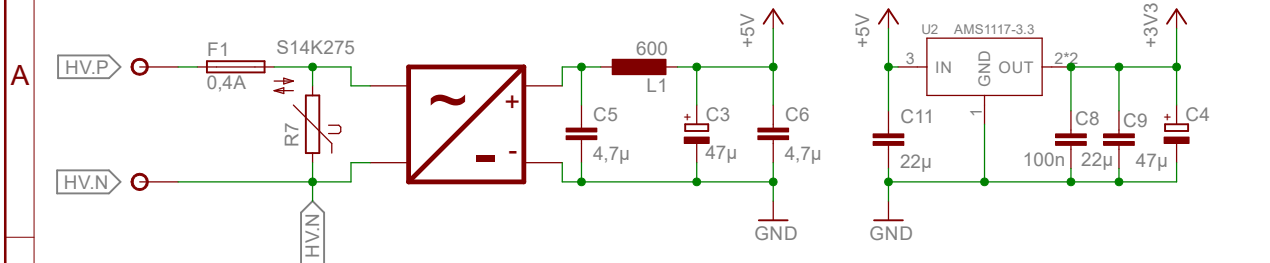 A
HV.P
F1
0,4A
S14K275
R7
U
HV.N
HV.N
~
+
-
C5
4,7µ
600
L1
+5V
C3
+
47µ
C6
4,7µ
GND
+5V
C11
22µ
GND
U2
AMS1117-3.3
3
IN
GND
OUT
2*2
1
C8
100n
C9
22µ
+3V3
+
C4
47µ